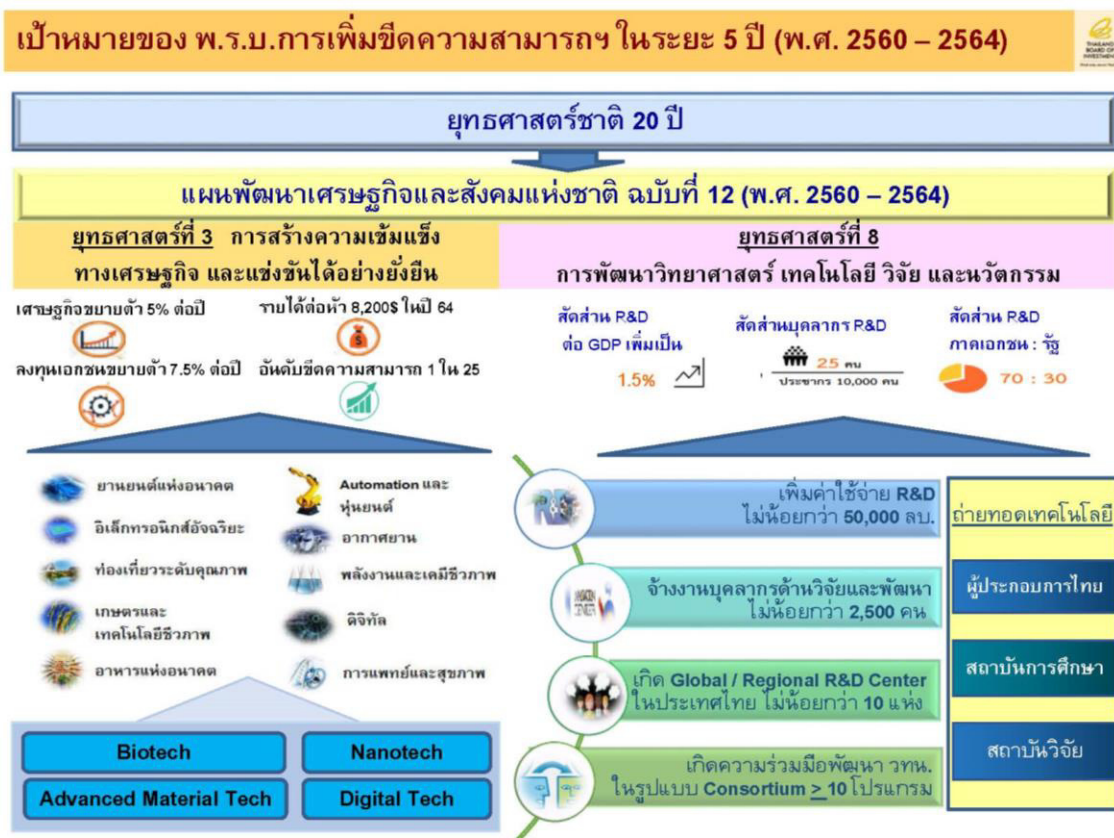 เป้าหมายของ พ.ร.บ.การเพิ่มขีดความสามารถฯ ในระยะ 5 ปี (พ.ศ. 2560 – 2564)
THAILAND
BOARD OF
INVESTMENT
ยุทธศาสตร์ชาติ 20 ปี
แผนพัฒนาเศรษฐกิจและสังคมแห่งชาติ ฉบับที่ 12 (พ.ศ. 2560 – 2564)
ยุทธศาสตร์ที่ 3 การสร้างความเข้มแข็ง
ทางเศรษฐกิจ และแข่งขันได้อย่างยั่งยืน
เศรษฐกิจขยายตัว 5% ต่อปี
รายได้ต่อหัว 8,200$ ในปี 64
ลงทุนเอกชนขยายตัว 7.5% ต่อปี
อันดับขีดความสามารถ 1 ใน 25
ยุทธศาสตร์ที่ 8
การพัฒนาวิทยาศาสตร์ เทคโนโลยี วิจัย และนวัตกรรม
สัดส่วน R&D
ต่อ GDP เพิ่มเป็น
1.5%
สัดส่วนบุคลากร R&D
25 คน
ประชากร 10,000 คน
สัดส่วน R&D
ภาคเอกชน : รัฐ
70 : 30
ยานยนต์แห่งอนาคต
อิเล็กทรอนิกส์อัจฉริยะ
ท่องเที่ยวระดับคุณภาพ
เกษตรและ
เทคโนโลยีชีวภาพ
อาหารแห่งอนาคต
Automation และ
หุ่นยนต์
อากาศยาน
พลังงานและเคมีชีวภาพ
ดิจิทัล
การแพทย์และสุขภาพ
Biotech
Nanotech
Advanced Material Tech
Digital Tech
R&D
เพิ่มค่าใช้จ่าย R&D
ไม่น้อยกว่า 50,000 ลบ.
จ้างงานบุคลากรด้านวิจัยและพัฒนา
ไม่น้อยกว่า 2,500 คน
เกิด Global / Regional R&D Center
ในประเทศไทย ไม่น้อยกว่า 10 แห่ง
เกิดความร่วมมือพัฒนา วทน.
ในรูปแบบ Consortium ≥ 10 โปรแกรม
ถ่ายทอดเทคโนโลยี
ผู้ประกอบการไทย
สถาบันการศึกษา
สถาบันวิจัย